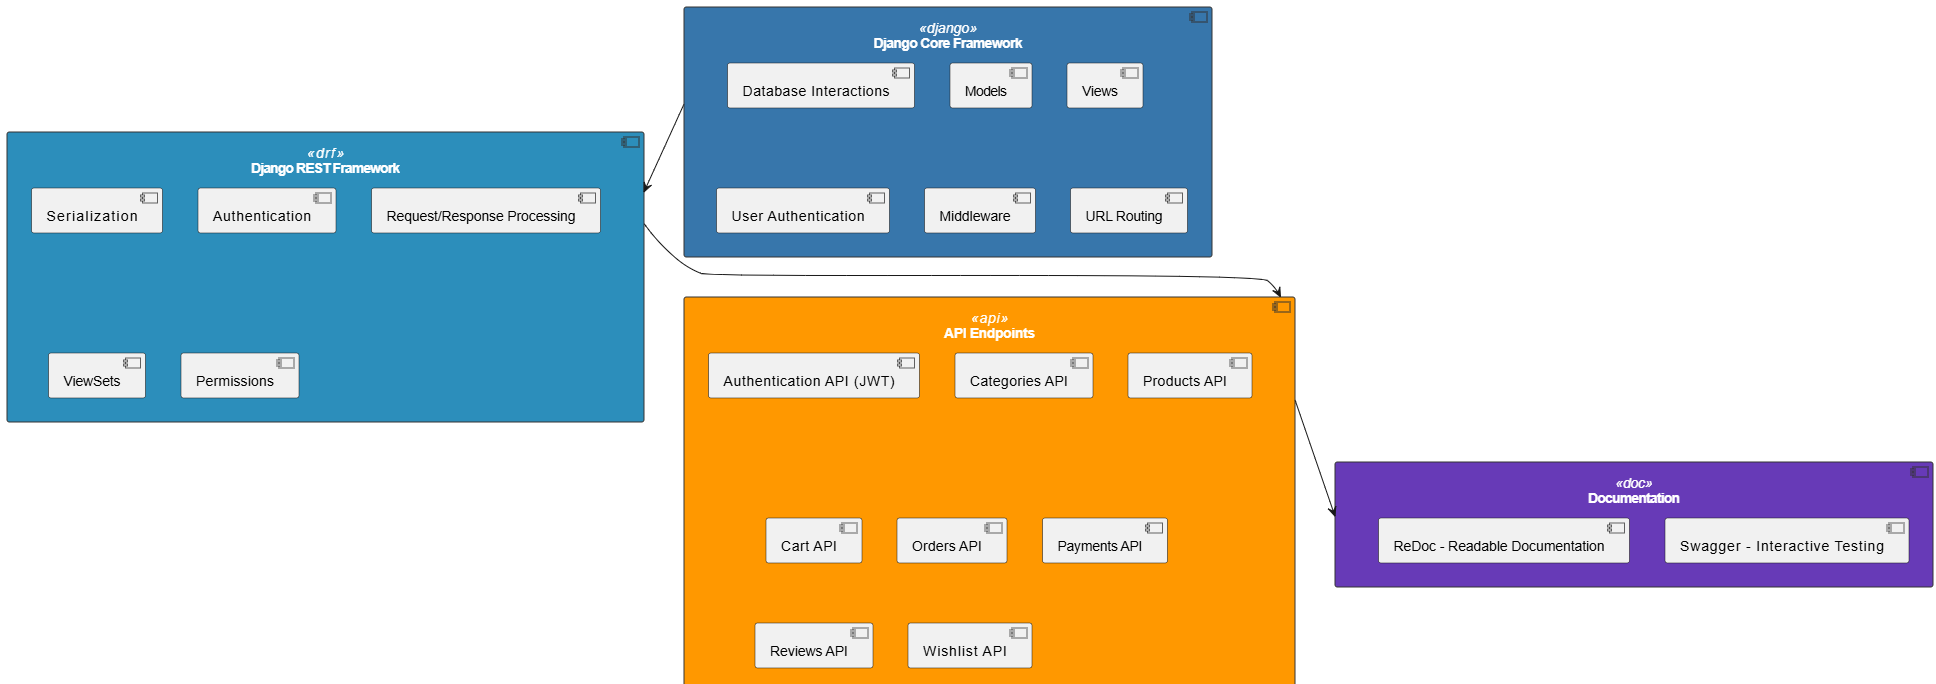 «django»
Django Core Framework
Database Interactions
Models
Views
User Authentication
Middleware
URL Routing
«drf»
Django REST Framework
Serialization
Authentication
Request/Response Processing
ViewSets
Permissions
«api»
API Endpoints
Authentication API (JWT)
Categories API
Products API
Cart API
Orders API
Payments API
Reviews API
Wishlist API
«doc»
Documentation
ReDoc - Readable Documentation
Swagger - Interactive Testing